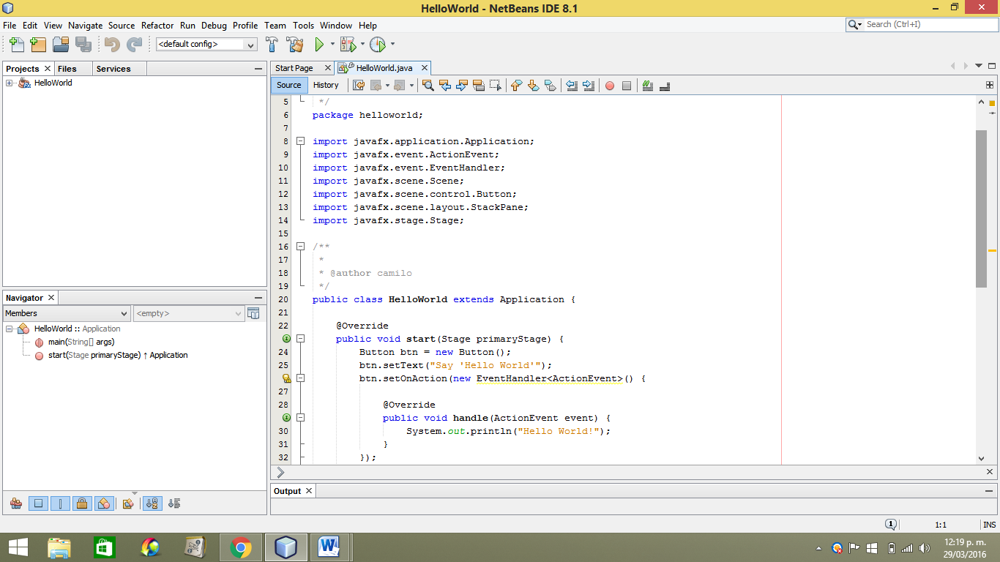 HelloWorld - NetBeans IDE 8.1
File Edit View Navigate Source Refactor Run Debug Profile Team Tools Window Help
Search (Ctrl+I)
<default config>
Projects Files Services
HelloWorld
Start Page HelloWorld.java
Source History
5 */
6 package helloworld;
7
8 import javafx.application.Application;
9 import javafx.event.ActionEvent;
10 import javafx.event.EventHandler;
11 import javafx.scene.Scene;
12 import javafx.scene.control.Button;
13 import javafx.scene.layout.StackPane;
14 import javafx.stage.Stage;
15
16 /**
17 *
18 * @author camilo
19 */
20 public class HelloWorld extends Application {
21
22 @Override
public void start(Stage primaryStage) {
24 Button btn = new Button();
25 btn.setText("Say 'Hello World'");
btn.setOnAction(new EventHandler<ActionEvent>() {
27
28 @Override
public void handle(ActionEvent event) {
30 System.out.println("Hello World!");
31 }
32 });
Navigator
Members <empty>
HelloWorld :: Application
main(String[] args)
start(Stage primaryStage) ↑ Application
Output
1 1:1 INS
12:19 p. m.
29/03/2016